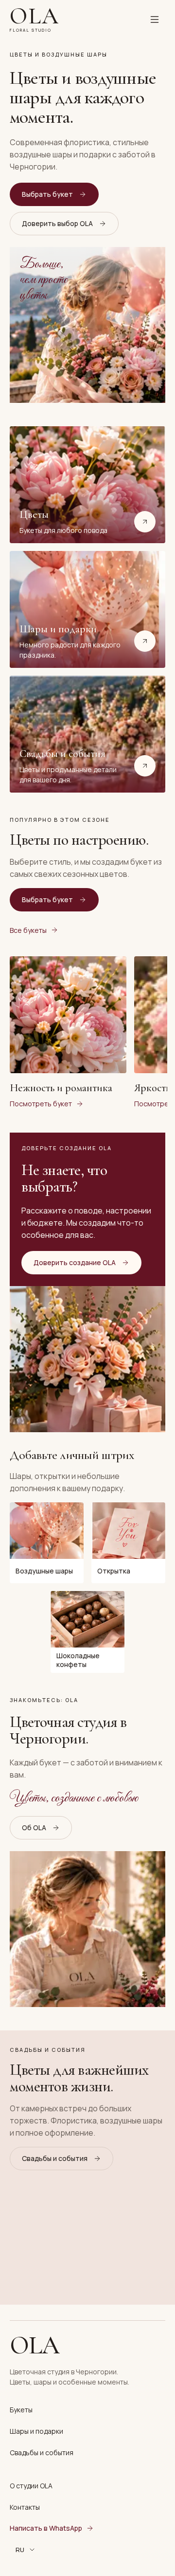 OLA
FLORAL STUDIO
ЦВЕТЫ И ВОЗДУШНЫЕ ШАРЫ
Цветы и воздушные
шары для каждого
момента.
Современная флористика, стильные
воздушные шары и подарки с заботой в
Черногории.
Выбрать букет →
Доверить выбор OLA →
Больше,
чем просто
цветы
Цветы
Букеты для любого повода
Шары и подарки
Немного радости для каждого
праздника.
Свадьбы и события
Цветы и продуманные детали
для вашего дня.
ПОПУЛЯРНО В ЭТОМ СЕЗОНЕ
Цветы по настроению.
Выберите стиль, и мы создадим букет из
самых свежих сезонных цветов.
Выбрать букет →
Все букеты →
Нежность и романтика
Посмотреть букет →
Яркость
Посмотре
ДОВЕРЬТЕ СОЗДАНИЕ OLA
Не знаете, что
выбрать?
Расскажите о поводе, настроении
и бюджете. Мы создадим что-то
особенное для вас.
Доверить создание OLA →
Добавьте личный штрих
Шары, открытки и небольшие
дополнения к вашему подарку.
For
You
Воздушные шары
Открытка
Шоколадные
конфеты
ЗНАКОМЬТЕСЬ: OLA
Цветочная студия в
Черногории.
Каждый букет — с заботой и вниманием к
вам.
Цветы, созданные с любовью
Об OLA →
OLA
СВАДЬБЫ И СОБЫТИЯ
Цветы для важнейших
моментов жизни.
От камерных встреч до больших
торжеств. Флористика, воздушные шары
и полное оформление.
Свадьбы и события →
OLA
Цветочная студия в Черногории.
Цветы, шары и особенные моменты.
Букеты
Шары и подарки
Свадьбы и события
О студии OLA
Контакты
Написать в WhatsApp →
RU